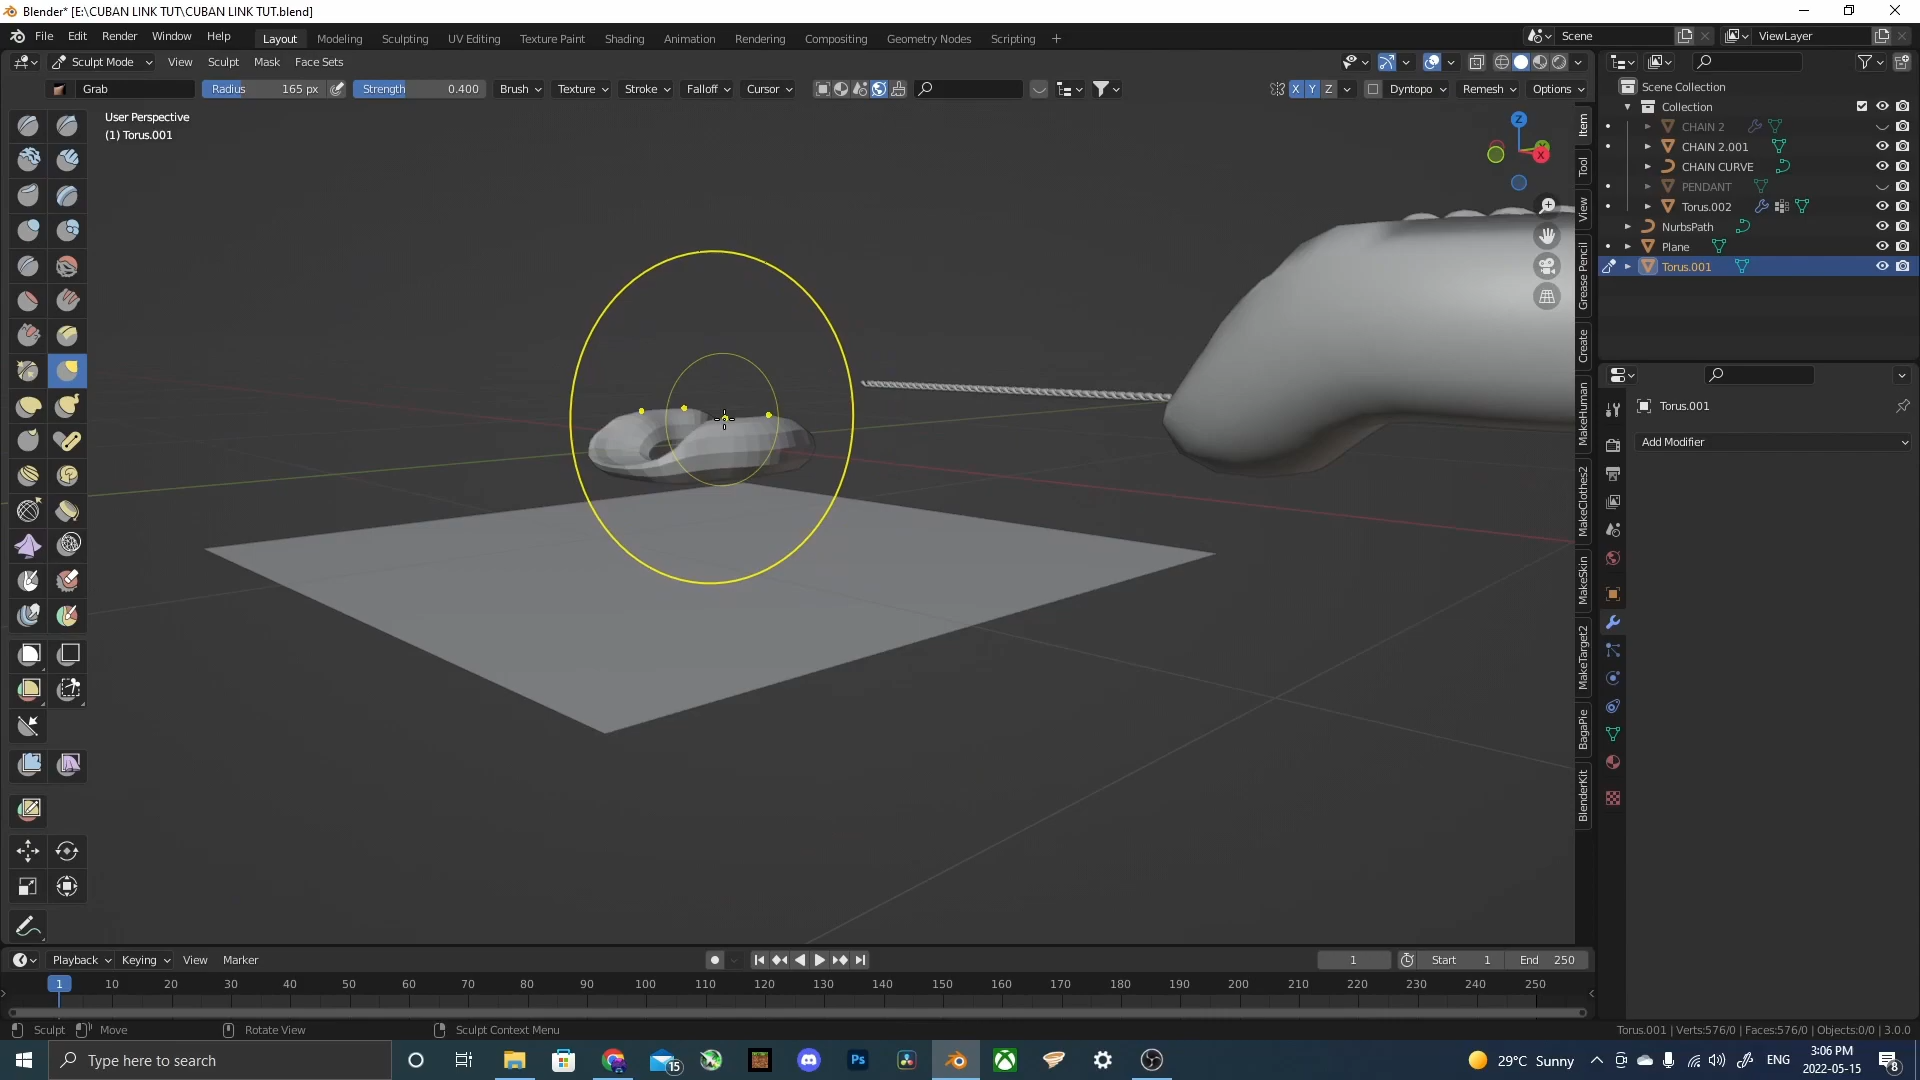 Blender* [E:\CUBAN LINK TUT\CUBAN LINK TUT.blend]
File Edit Render Window Help Layout Modeling Sculpting UV Editing Texture Paint Shading Animation Rendering Compositing Geometry Nodes Scripting + Scene ViewLayer
Sculpt Mode View Sculpt Mask Face Sets
Grab Radius 165 px Strength 0.400 Brush Texture Stroke Falloff Cursor X Y Z Dyntopo Remesh Options
User Perspective
(1) Torus.001
Z
Y
X
Item
Tool
View
Grease Pencil
Create
MakeHuman
MakeClothes2
MakeSkin
MakeTarget2
BagaPie
BlenderKit
Scene Collection
Collection
CHAIN 2
CHAIN 2.001
CHAIN CURVE
PENDANT
Torus.002
NurbsPath
Plane
Torus.001
Torus.001
Add Modifier
Playback Keying View Marker 1 Start 1 End 250
1 10 20 30 40 50 60 70 80 90 100 110 120 130 140 150 160 170 180 190 200 210 220 230 240 250
Sculpt Move Rotate View Sculpt Context Menu Torus.001 | Verts:576/0 | Faces:576/0 | Objects:0/0 | 3.0.0
Type here to search 15 Ps 29°C Sunny ENG 3:06 PM
2022-05-15 8